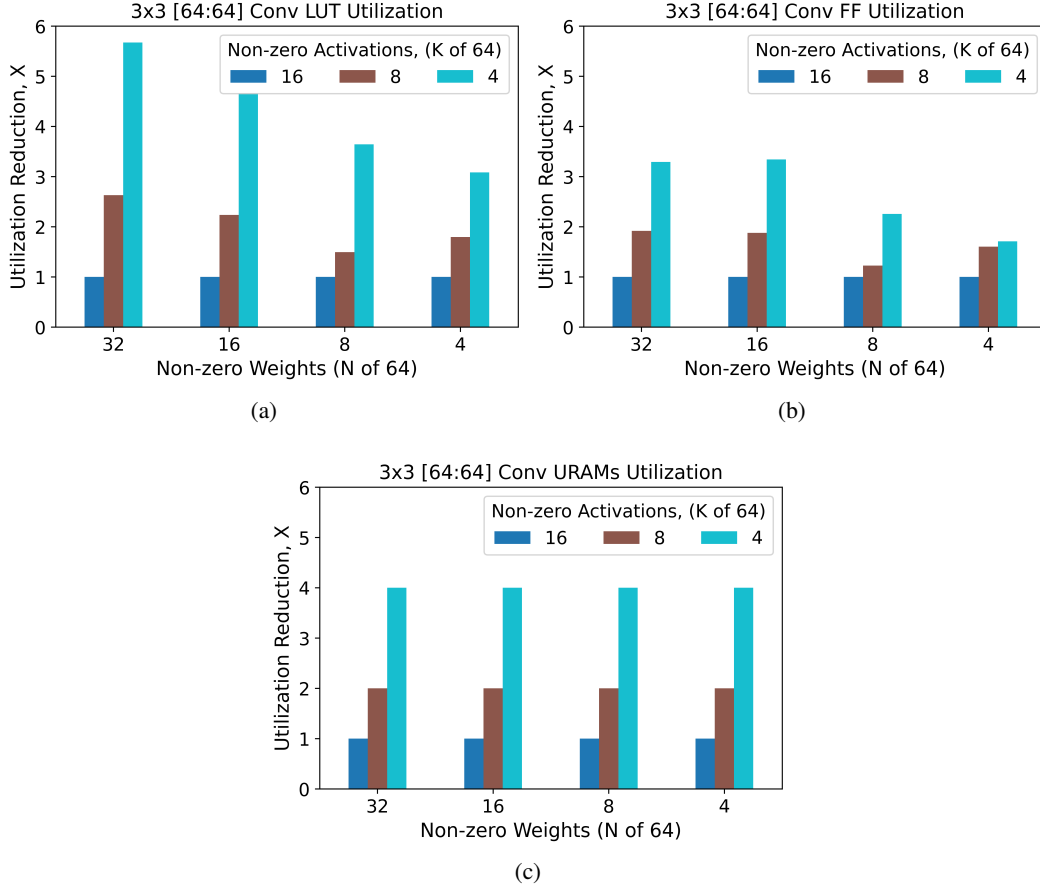 3x3 [64:64] Conv LUT Utilization
Utilization Reduction, X
6
5
4
3
2
1
0
Non-zero Activations, (K of 64)
16 8 4
32 16 8 4
Non-zero Weights (N of 64)
(a)
3x3 [64:64] Conv FF Utilization
Utilization Reduction, X
6
5
4
3
2
1
0
Non-zero Activations, (K of 64)
16 8 4
32 16 8 4
Non-zero Weights (N of 64)
(b)
3x3 [64:64] Conv URAMs Utilization
Utilization Reduction, X
6
5
4
3
2
1
0
Non-zero Activations, (K of 64)
16 8 4
32 16 8 4
Non-zero Weights (N of 64)
(c)